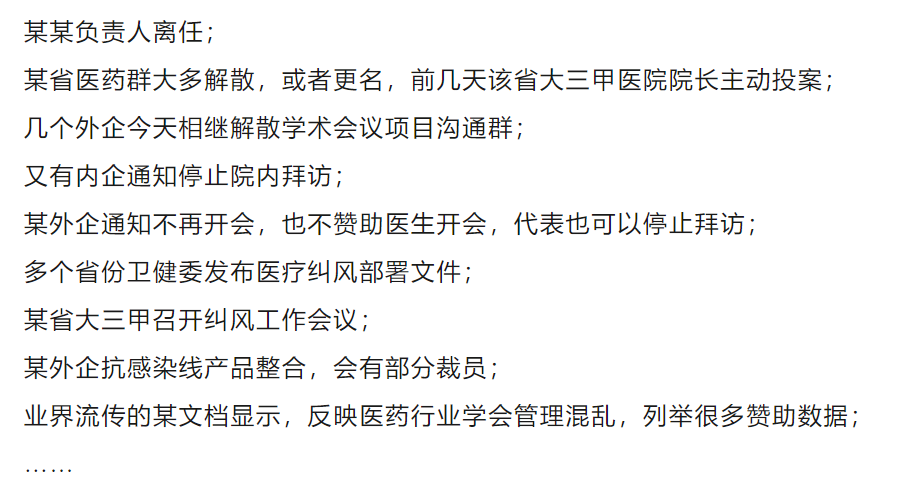 某某负责人离任；
某省医药群大多解散，或者更名，前几天该省大三甲医院院长主动投案；
几个外企今天相继解散学术会议项目沟通群；
又有内企通知停止院内拜访；
某外企通知不再开会，也不赞助医生开会，代表也可以停止拜访；
多个省份卫健委发布医疗纠风部署文件；
某省大三甲召开纠风工作会议；
某外企抗感染线产品整合，会有部分裁员；
业界流传的某文档显示，反映医药行业学会管理混乱，列举很多赞助数据；
……